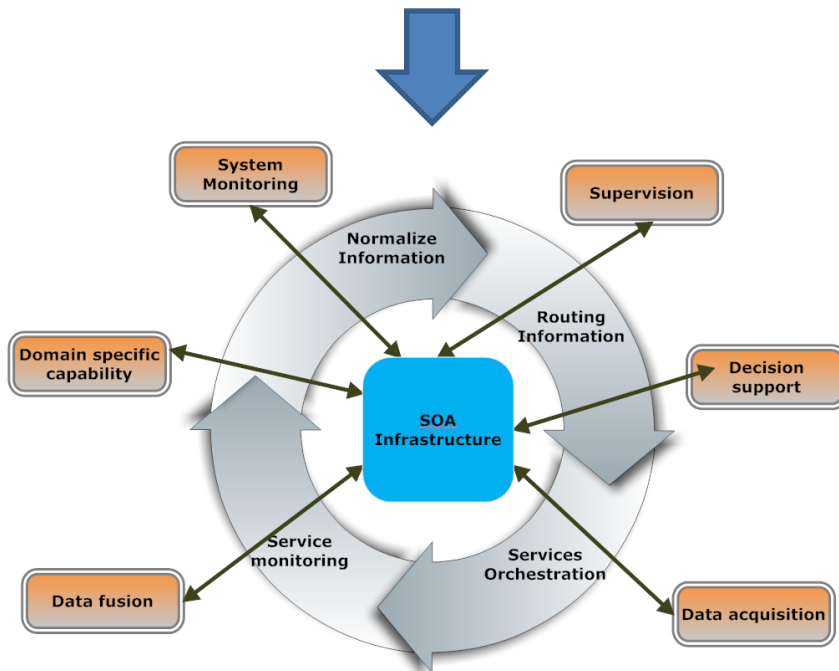 System
Monitoring
Supervision
Normalize
Information
Routing
Information
Domain specific
capability
Decision
support
SOA
Infrastructure
Service
monitoring
Services
Orchestration
Data fusion
Data acquisition